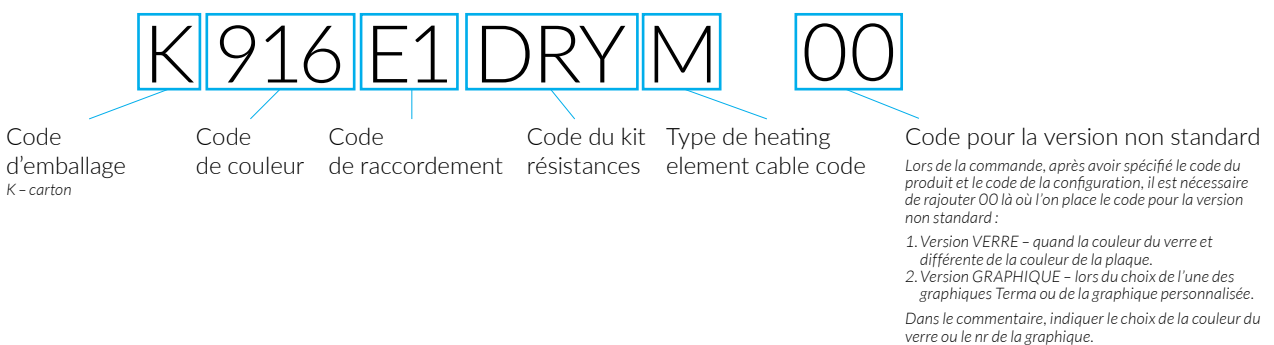 K 916 E1 DRY M 00
Code
d'emballage
K – carton
Code
de couleur
Code
de raccordement
Code du kit
résistances
Type de heating
element cable code
Code pour la version non standard
Lors de la commande, après avoir spécifié le code du
produit et le code de la configuration, il est nécessaire
de rajouter 00 là où l'on place le code pour la version
non standard :
1. Version VERRE – quand la couleur du verre et
différente de la couleur de la plaque.
2. Version GRAPHIQUE – lors du choix de l'une des
graphiques Terma ou de la graphique personnalisée.
Dans le commentaire, indiquer le choix de la couleur du
verre ou le nr de la graphique.